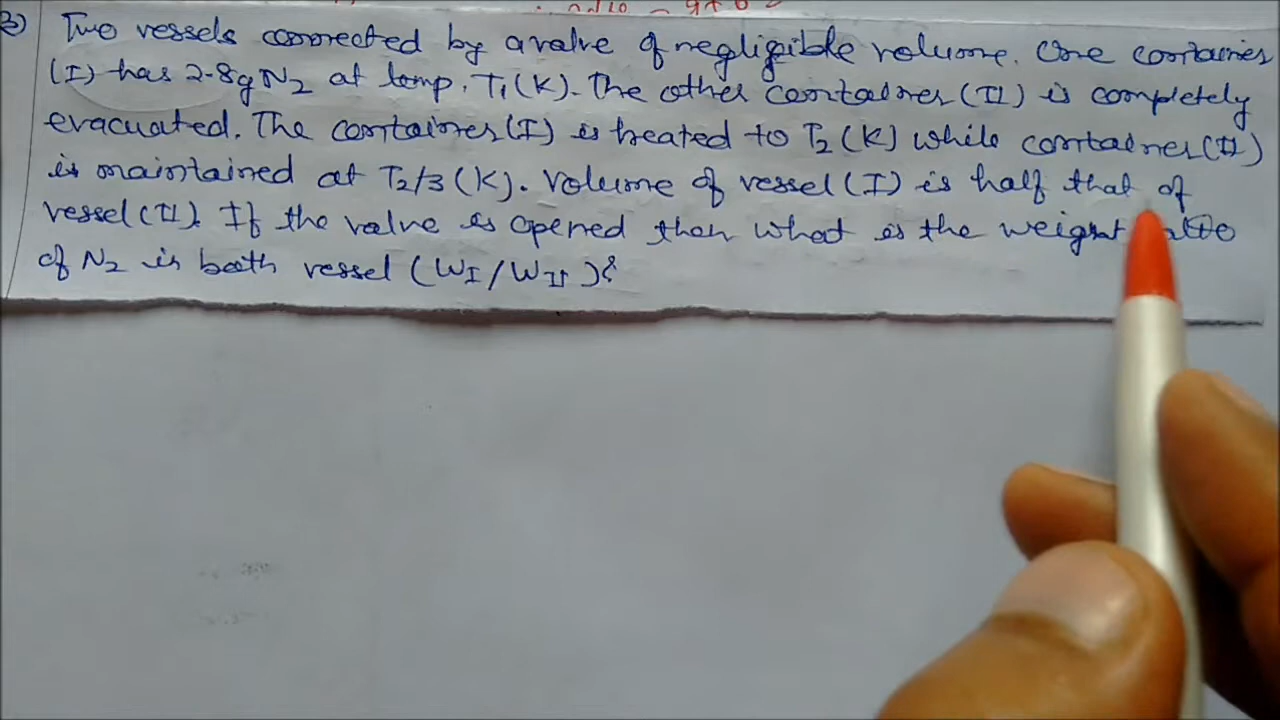 3) Two vessels connected by a valve of negligible volume. One container
(I) has 2.8g N2 at temp. T1(K). The other container (II) is completely
evacuated. The container (I) is heated to T2(K) while container (II)
is maintained at T2/3 (K). Volume of vessel (I) is half that of
vessel (II). If the valve is opened then what is the weight
of N2 is both vessel (WI/WII)?